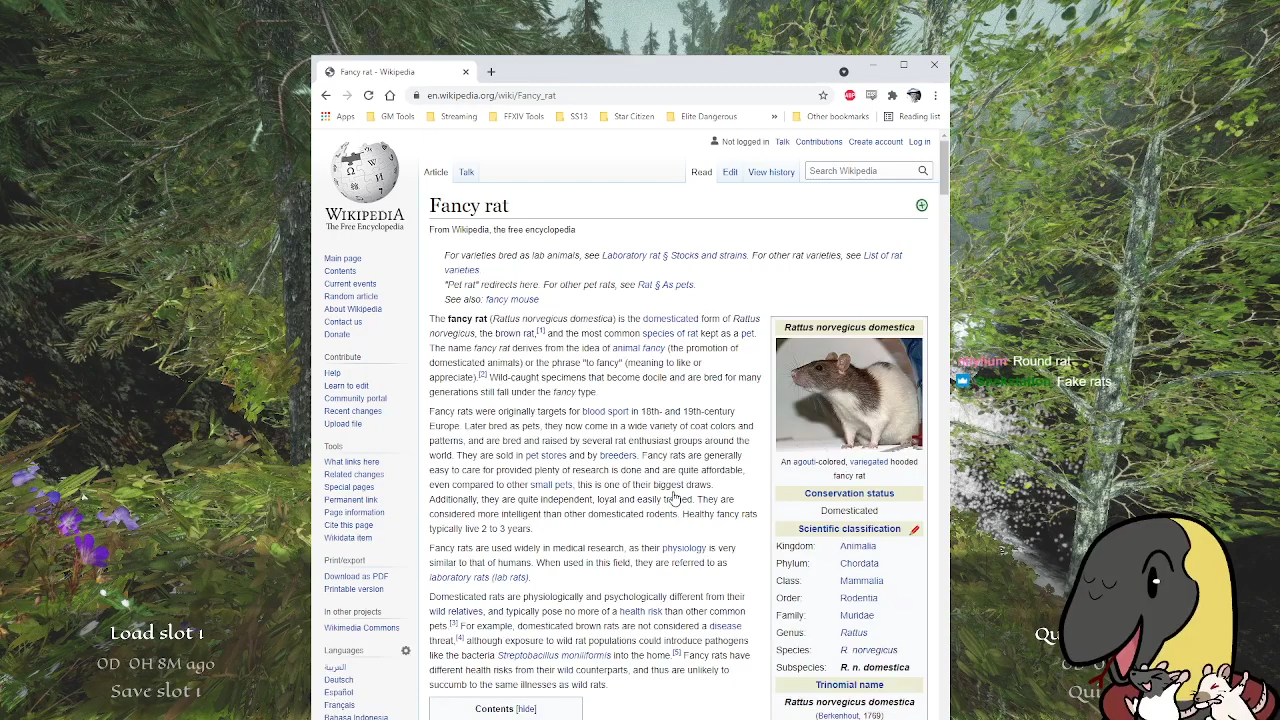 Fancy rat - Wikipedia
en.wikipedia.org/wiki/Fancy_rat
Apps GM Tools Streaming FFXIV Tools SS13 Star Citizen Elite Dangerous » Other bookmarks Reading list
Not logged in Talk Contributions Create account Log in
Article Talk Read Edit View history Search Wikipedia
WIKIPEDIA
The Free Encyclopedia
Main page
Contents
Current events
Random article
About Wikipedia
Contact us
Donate
Contribute
Help
Learn to edit
Community portal
Recent changes
Upload file
Tools
What links here
Related changes
Special pages
Permanent link
Page information
Cite this page
Wikidata item
Print/export
Download as PDF
Printable version
In other projects
Wikimedia Commons
Languages
العربية
Deutsch
Español
Français
Bahasa Indonesia
Fancy rat
From Wikipedia, the free encyclopedia
For varieties bred as lab animals, see Laboratory rat § Stocks and strains. For other rat varieties, see List of rat
varieties.
"Pet rat" redirects here. For other pet rats, see Rat § As pets.
See also: fancy mouse
The fancy rat (Rattus norvegicus domestica) is the domesticated form of Rattus
norvegicus, the brown rat,[1] and the most common species of rat kept as a pet.
The name fancy rat derives from the idea of animal fancy (the promotion of
domesticated animals) or the phrase "to fancy" (meaning to like or
appreciate).[2] Wild-caught specimens that become docile and are bred for many
generations still fall under the fancy type.
Fancy rats were originally targets for blood sport in 18th- and 19th-century
Europe. Later bred as pets, they now come in a wide variety of coat colors and
patterns, and are bred and raised by several rat enthusiast groups around the
world. They are sold in pet stores and by breeders. Fancy rats are generally
easy to care for provided plenty of research is done and are quite affordable,
even compared to other small pets, this is one of their biggest draws.
Additionally, they are quite independent, loyal and easily trained. They are
considered more intelligent than other domesticated rodents. Healthy fancy rats
typically live 2 to 3 years.
Fancy rats are used widely in medical research, as their physiology is very
similar to that of humans. When used in this field, they are referred to as
laboratory rats (lab rats).
Domesticated rats are physiologically and psychologically different from their
wild relatives, and typically pose no more of a health risk than other common
pets.[3] For example, domesticated brown rats are not considered a disease
threat,[4] although exposure to wild rat populations could introduce pathogens
like the bacteria Streptobacillus moniliformis into the home.[5] Fancy rats have
different health risks from their wild counterparts, and thus are unlikely to
succumb to the same illnesses as wild rats.
Contents [hide]
Rattus norvegicus domestica
An agouti-colored, variegated hooded
fancy rat
Conservation status
Domesticated
Scientific classification
Kingdom: Animalia
Phylum: Chordata
Class: Mammalia
Order: Rodentia
Family: Muridae
Genus: Rattus
Species: R. norvegicus
Subspecies: R. n. domestica
Trinomial name
Rattus norvegicus domestica
(Berkenhout, 1769)
Round rat
Fake rats
Load slot 1
0D 0H 8M ago
Save slot 1
Qu
Qui